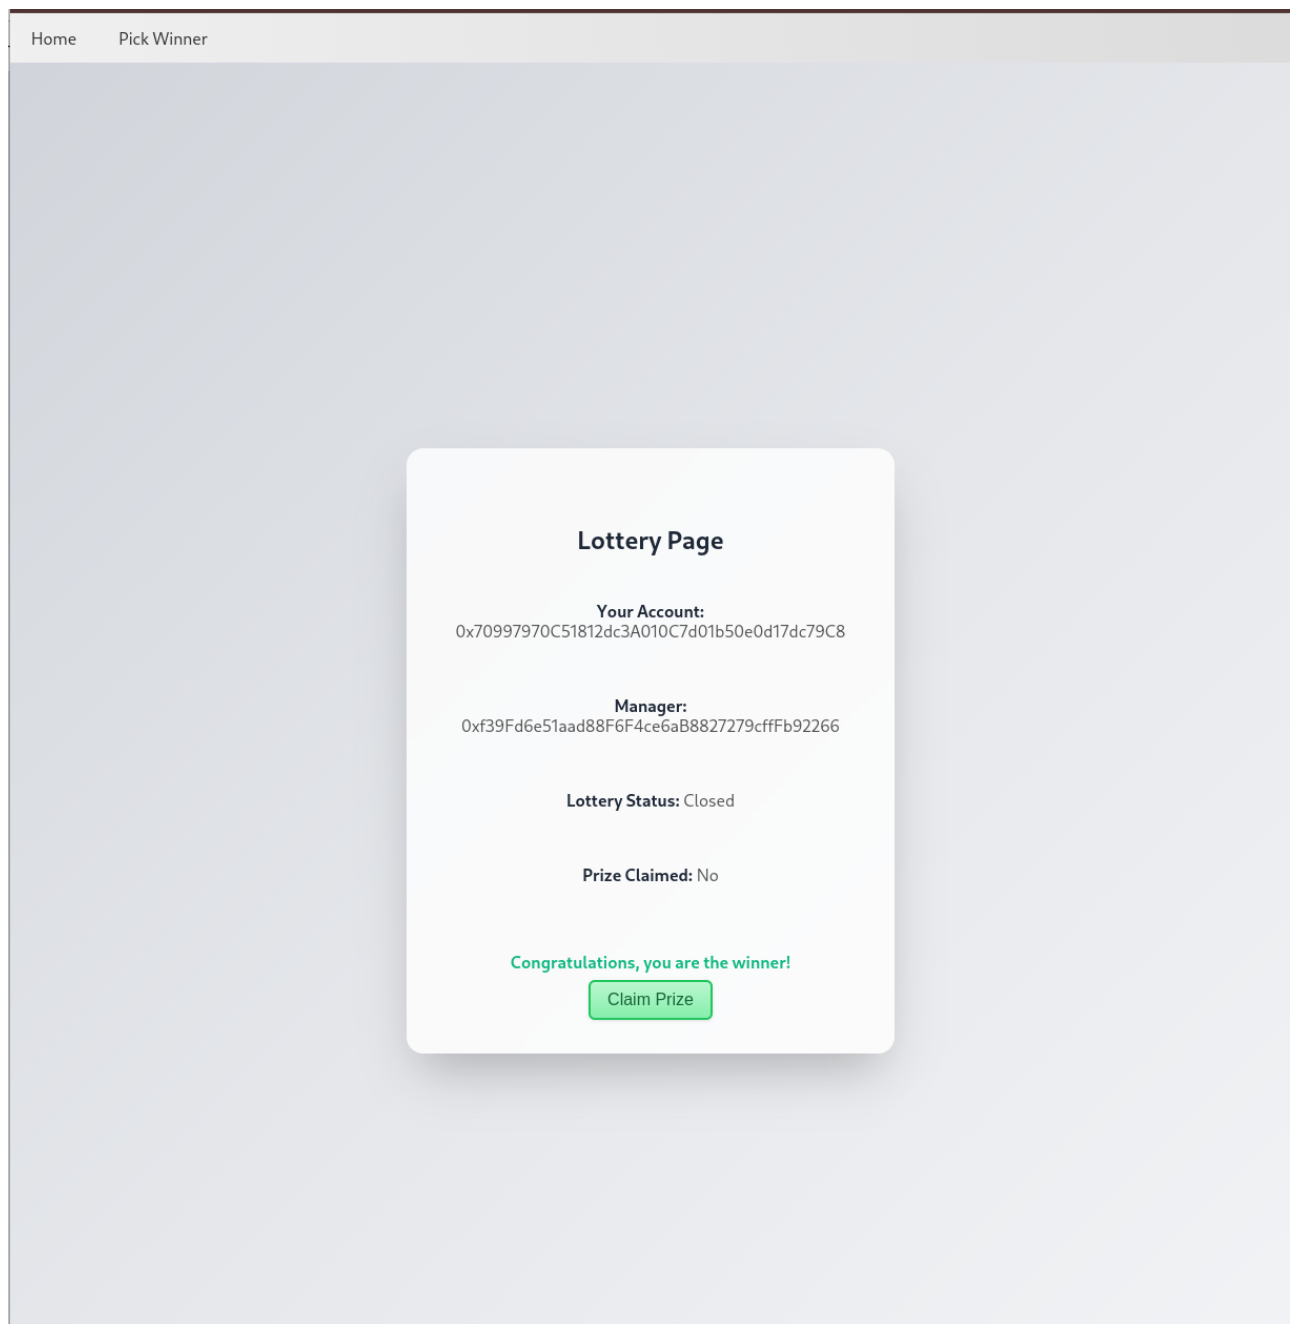 Home Pick Winner
Lottery Page
Your Account:
0x70997970C51812dc3A010C7d01b50e0d17dc79C8
Manager:
0xf39Fd6e51aad88F6F4ce6aB8827279cffFb92266
Lottery Status: Closed
Prize Claimed: No
Congratulations, you are the winner!
Claim Prize